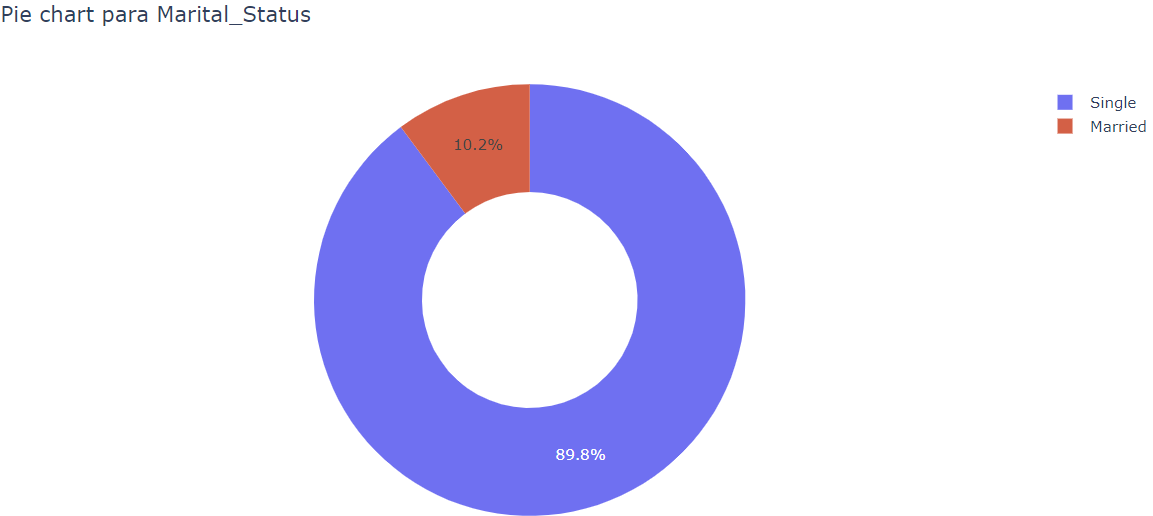 Pie chart para Marital_Status
Single
Married
10.2%
89.8%